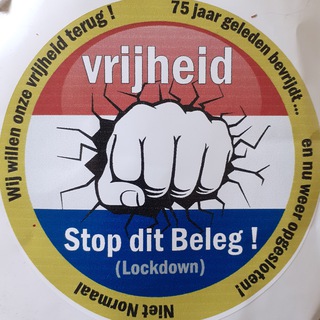 Wij willen onze vrijheid terug !
75 jaar geleden bevrijdt...
en nu weer opgesloten!
Niet Normaal
vrijheid
Stop dit Beleg !
(Lockdown)